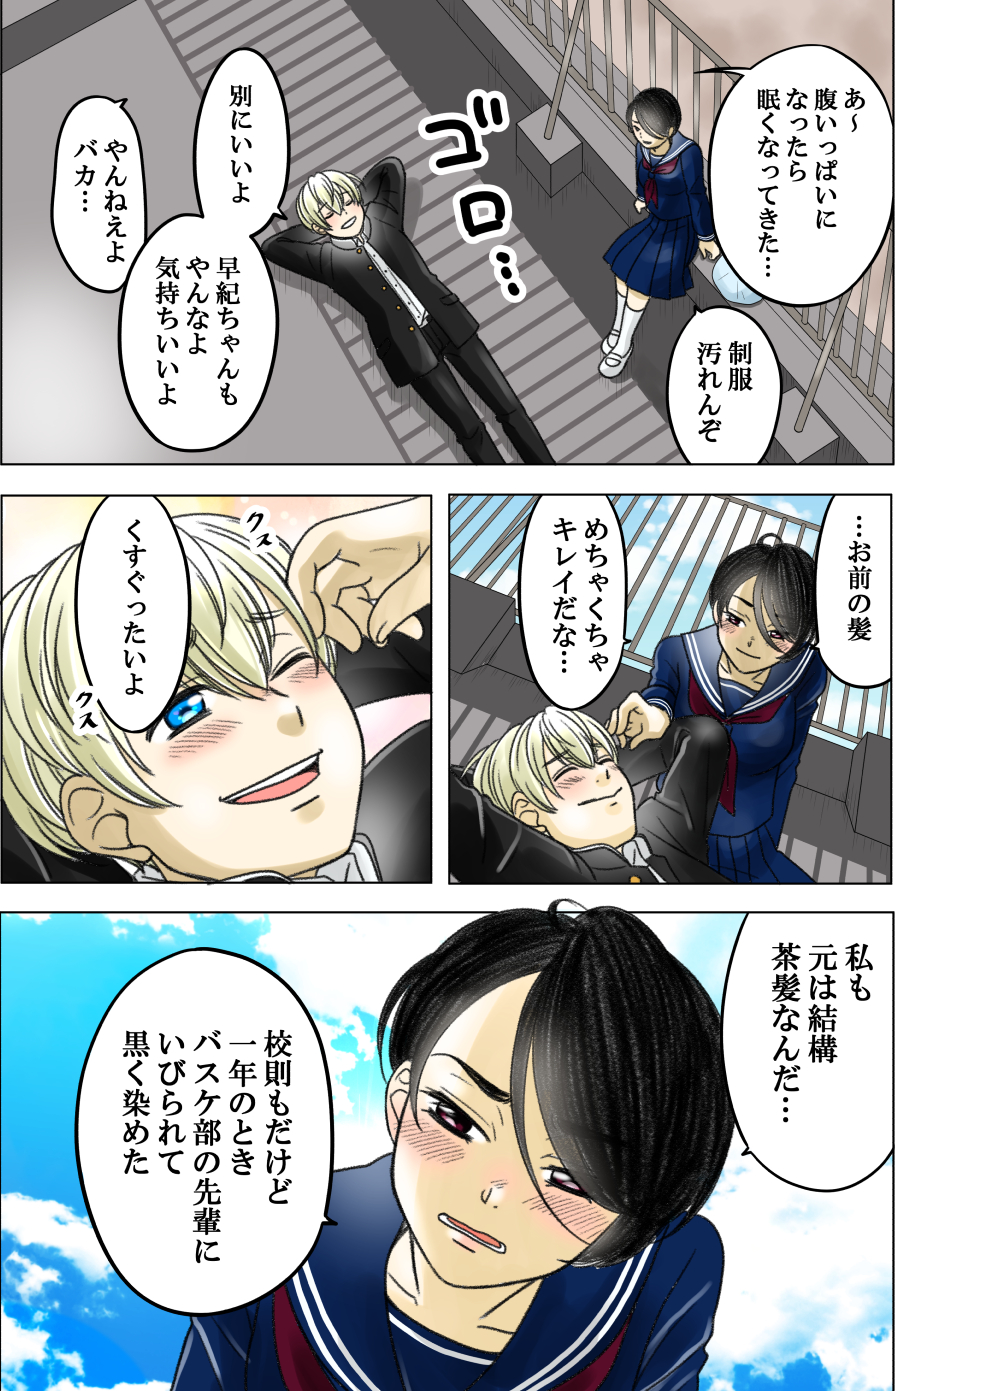 あ～
腹いっぱいに
なったら
眠くなってきた…
制服
汚れんぞ
ゴロ…
別にいいよ
早紀ちゃんも
やんなよ
気持ちいいよ
やんねえよ
バカ…
…お前の髪
めちゃくちゃ
キレイだな…
クスッ
くすぐったいよ
クスッ
私も
元は結構
茶髪なんだ…
校則もだけど
一年のとき
バスケ部の先輩に
いびられて
黒く染めた